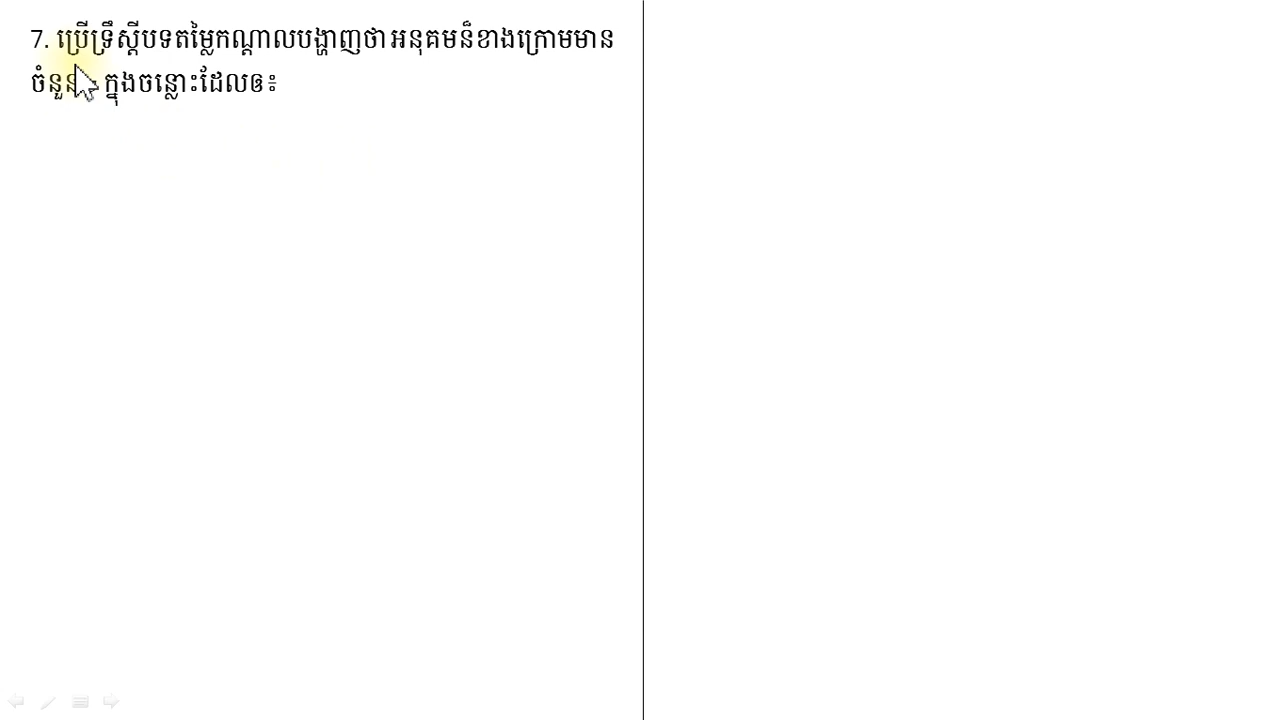 7. ប្រើទ្រឹស្តីបទតម្លៃកណ្តាលបង្ហាញថាអនុគមន៏ខាងក្រោមមាន
ចំនួន ក្នុងចន្លោះដែលឲ៖